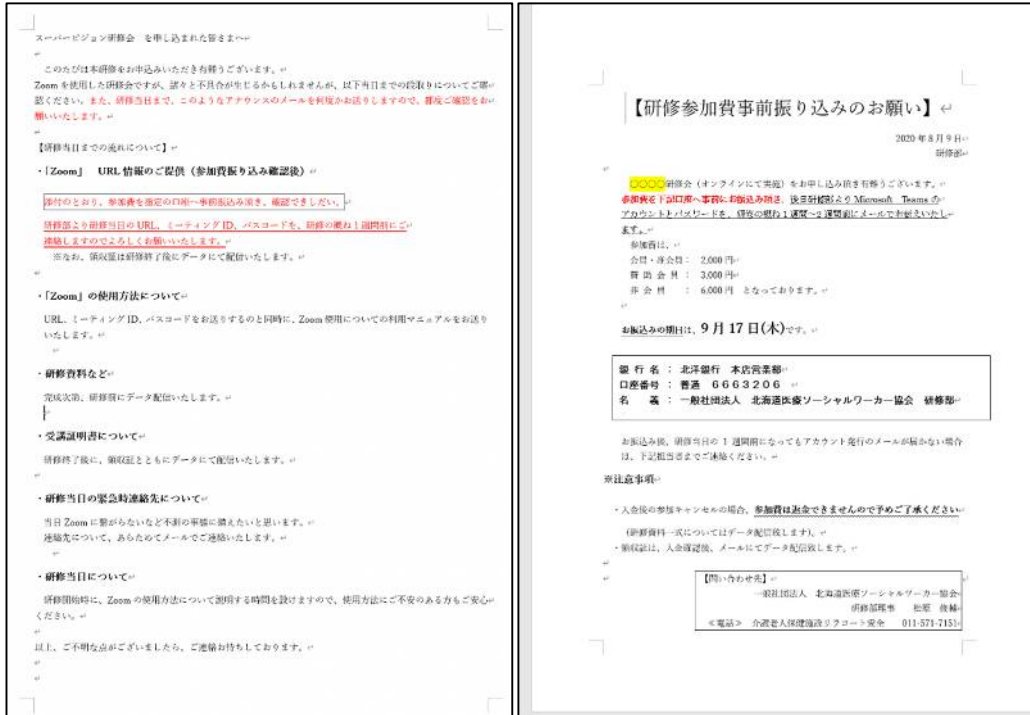 スーパービジョン研修会　を申し込まれた皆さまへ
このたびは本研修をお申込みいただき有難うございます。
Zoomを使用した研修会ですが、諸々と不具合が生じるかもしれませんが、以下当日までの段取りについてご確
認ください。また、研修当日まで、このようなアナウンスのメールを何度かお送りしますので、都度ご確認をお
願いいたします。
【研修当日までの流れについて】
・「Zoom」　URL情報のご提供（参加費振り込み確認後）
添付のとおり、参加費を指定の口座へ事前振込み頂き、確認できしだい、
研修部より研修当日のURL、ミーティングID、パスコードを、研修の概ね1週間前にご
連絡しますのでよろしくお願いいたします。
※なお、領収証は研修終了後にデータにて配信いたします。
・「Zoom」の使用方法について
URL、ミーティングID、パスコードをお送りするのと同時に、Zoom使用についての利用マニュアルをお送り
いたします。
・研修資料など
完成次第、研修前にデータ配信いたします。
・受講証明書について
研修終了後に、領収証とともにデータにて配信いたします。
・研修当日の緊急時連絡先について
当日Zoomに繋がらないなど不測の事態に備えたいと思います。
連絡先について、あらためてメールでご連絡いたします。
・研修当日について
研修開始時に、Zoomの使用方法について説明する時間を設けますので、使用方法にご不安のある方もご安心
ください。
以上、ご不明な点がございましたら、ご連絡お待ちしております。
【研修参加費事前振り込みのお願い】
2020年8月9日
研修部
〇〇〇〇研修会（オンラインにて実施）をお申し込み頂き有難うございます。
参加費を下記口座へ事前にお振込み頂き、後日研修部よりMicrosoft Teamsの
アカウントとパスワードを、研修の概ね1週間〜2週間前にメールでお伝えいたし
ます。
参加費は、
会員・準会員：　2,000円
賛助会員：　3,000円
非会員　：　6,000円　となっております。
お振込みの期日は、9月17日(木)です。
銀行名：　北洋銀行　本店営業部
口座番号：　普通　6663206
名　義：　一般社団法人　北海道医療ソーシャルワーカー協会　研修部
お振込み後、研修当日の1週間前になってもアカウント発行のメールが届かない場合
は、下記担当者までご連絡ください。
※注意事項
・入金後の参加キャンセルの場合、参加費は返金できませんので予めご了承ください
（研修資料一式についてはデータ配信致します）。
・領収証は、入金確認後、メールにてデータ配信致します。
【問い合わせ先】
一般社団法人　北海道医療ソーシャルワーカー協会
研修部理事　松原　俊輔
≪電話≫　介護老人保健施設リラコート愛全　011-571-7151